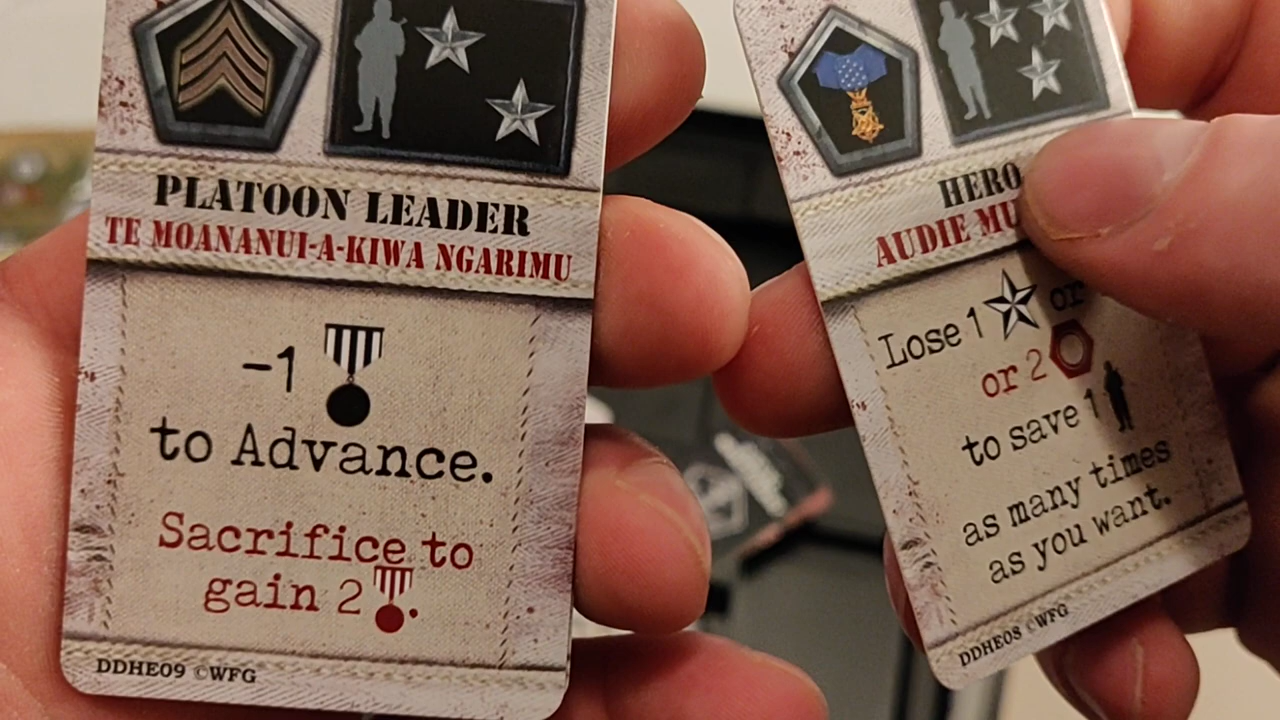 PLATOON LEADER
TE MOANANUI-A-KIWA NGARIMU
-1
to Advance.
Sacrifice to
gain 2 .
DDHE09 ©WFG
HERO
AUDIE
Lose 1 or
or 2
to save 1
as many times
as you want.
DDHE08 ©WFG